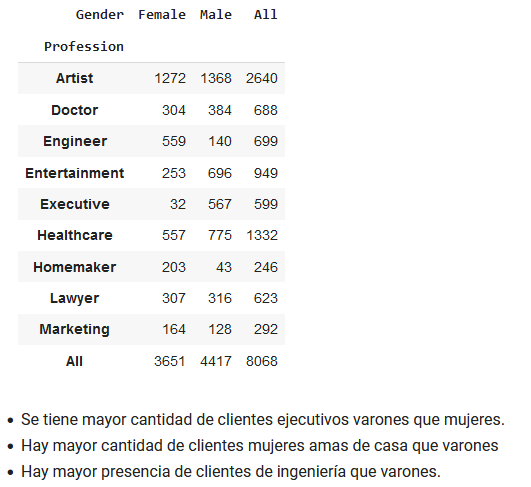 Gender Female Male All
Profession
Artist 1272 1368 2640
Doctor 304 384 688
Engineer 559 140 699
Entertainment 253 696 949
Executive 32 567 599
Healthcare 557 775 1332
Homemaker 203 43 246
Lawyer 307 316 623
Marketing 164 128 292
All 3651 4417 8068
• Se tiene mayor cantidad de clientes ejecutivos varones que mujeres.
• Hay mayor cantidad de clientes mujeres amas de casa que varones
• Hay mayor presencia de clientes de ingeniería que varones.